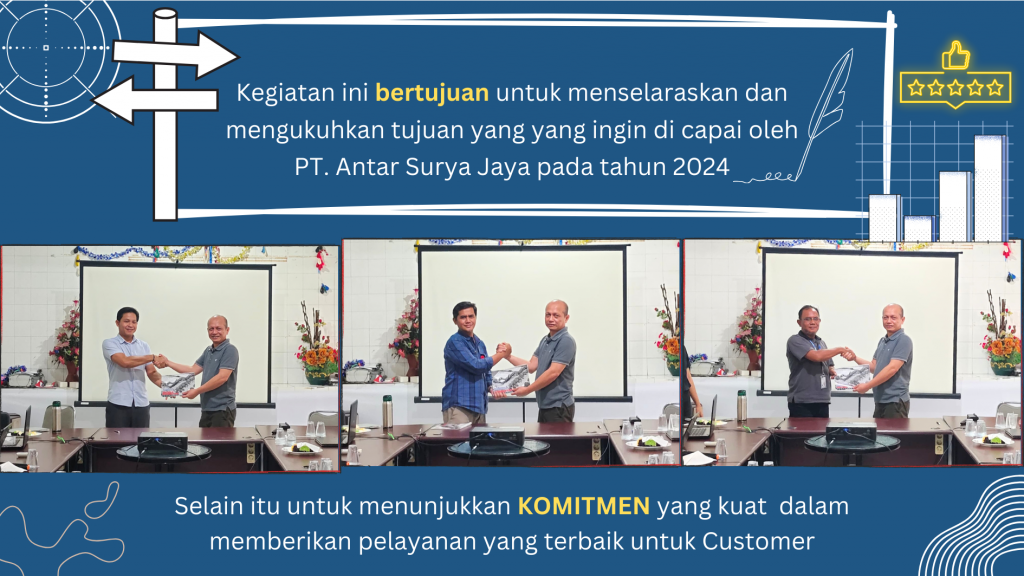 Kegiatan ini bertujuan untuk menselaraskan dan
mengukuhkan tujuan yang yang ingin di capai oleh
PT. Antar Surya Jaya pada tahun 2024
Selain itu untuk menunjukkan KOMITMEN yang kuat dalam
memberikan pelayanan yang terbaik untuk Customer